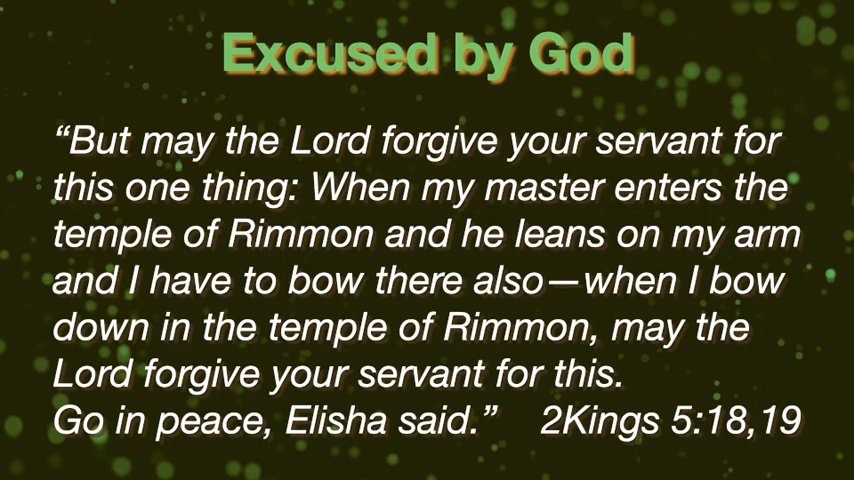 Excused by God
“But may the Lord forgive your servant for
this one thing: When my master enters the
temple of Rimmon and he leans on my arm
and I have to bow there also—when I bow
down in the temple of Rimmon, may the
Lord forgive your servant for this.
Go in peace, Elisha said.” 2Kings 5:18,19